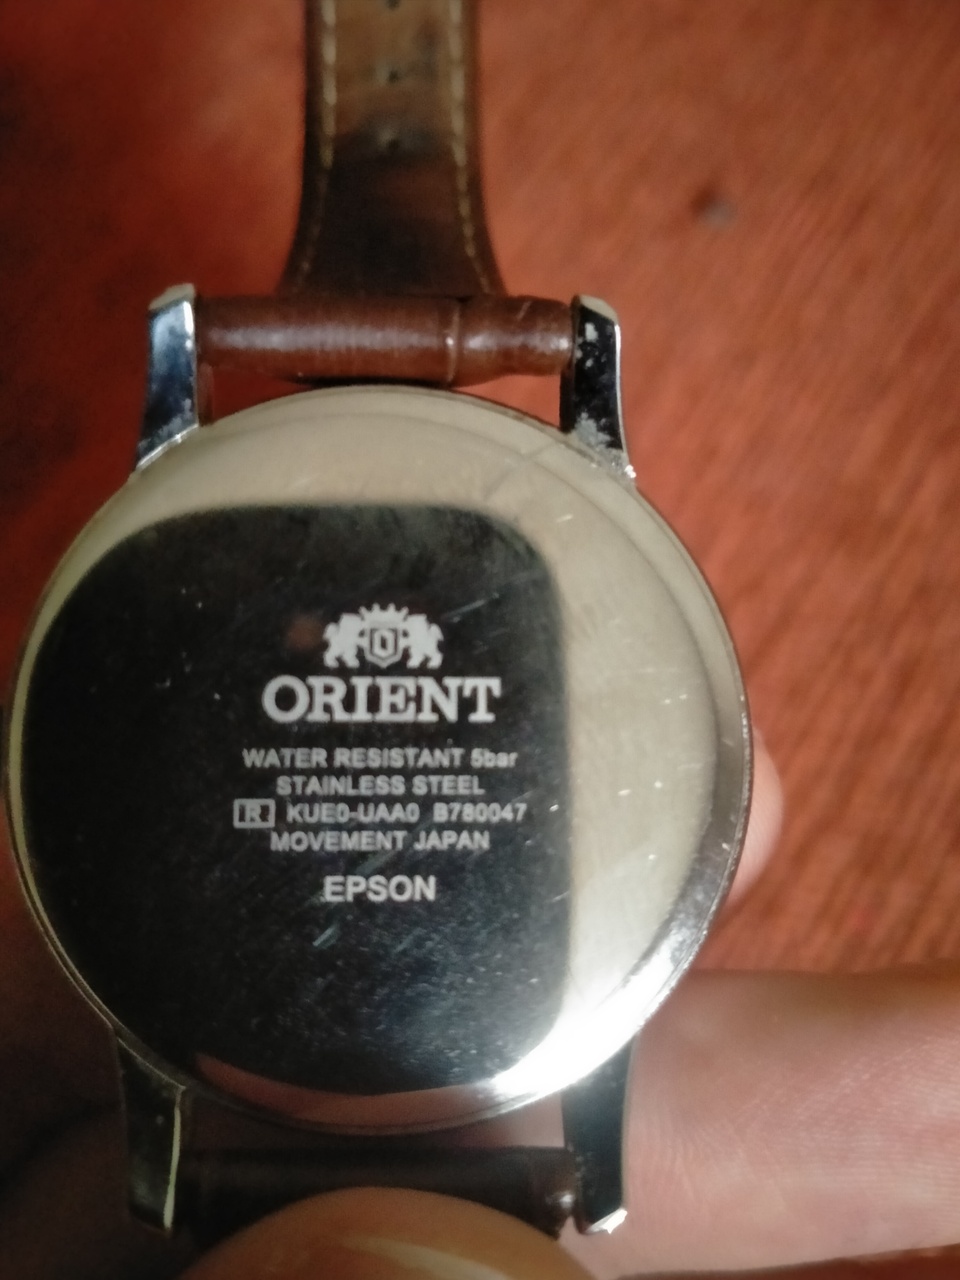 ORIENT
WATER RESISTANT 5bar
STAINLESS STEEL
R KUE0-UAA0 B780047
MOVEMENT JAPAN
EPSON